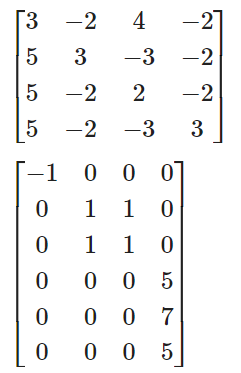 3 −2 4 −2
5 3 −3 −2
5 −2 2 −2
5 −2 −3 3
−1 0 0 0
0 1 1 0
0 1 1 0
0 0 0 5
0 0 0 7
0 0 0 5